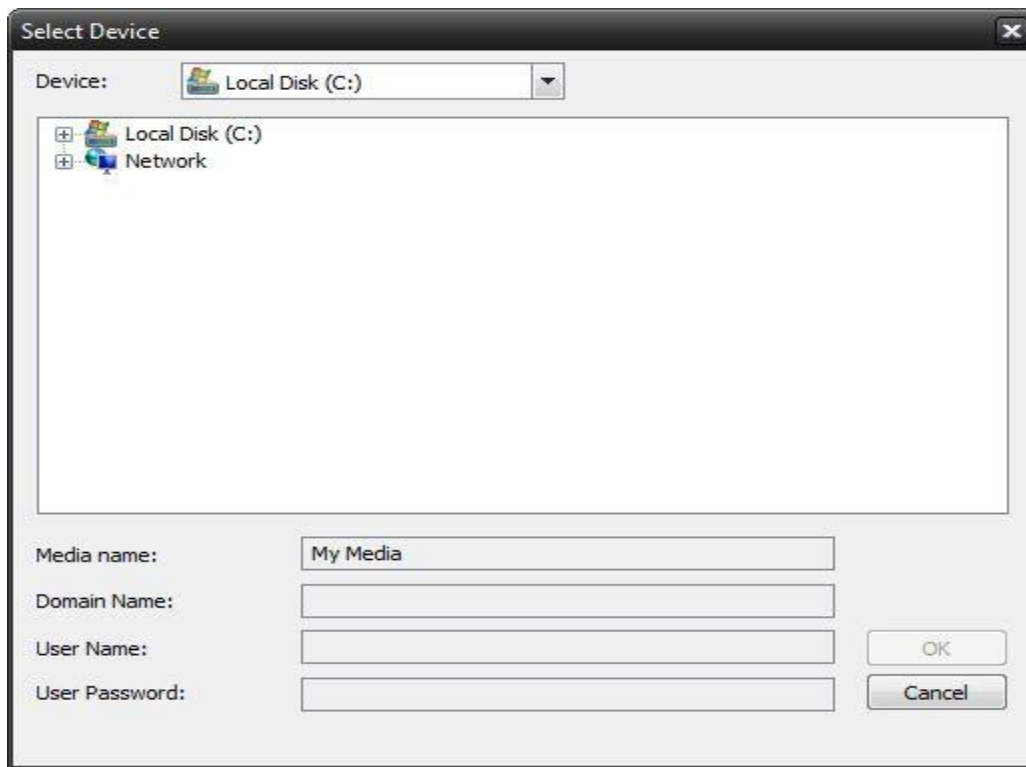 Select Device
Device: Local Disk (C:)
Local Disk (C:)
Network
Media name: My Media
Domain Name:
User Name: OK
User Password: Cancel